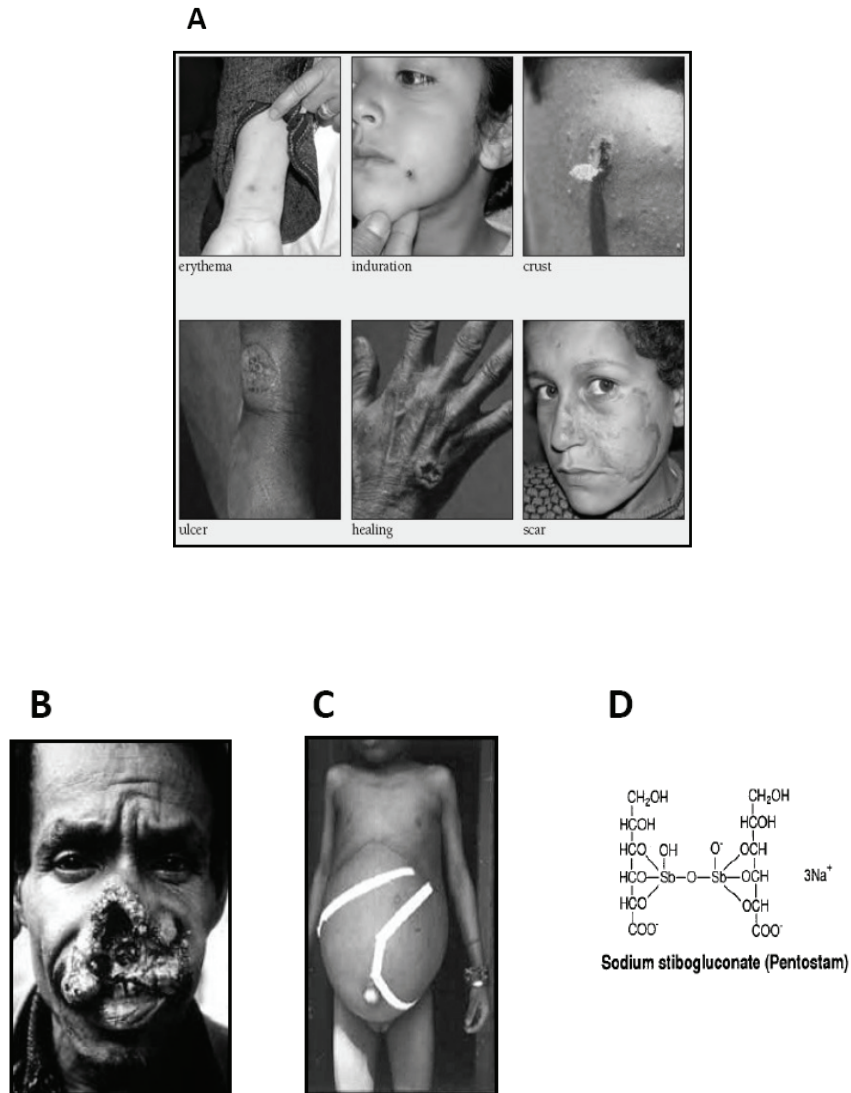 A
erythema
induration
crust
ulcer
healing
scar
B
C
D
CH₂OH
HCOH
HCO
HCO
HCO
COO⁻
OH
Sb
O
O⁻
Sb
CH₂OH
HCOH
OCH
OCH
OCH
COO⁻
3Na⁺
Sodium stibogluconate (Pentostam)